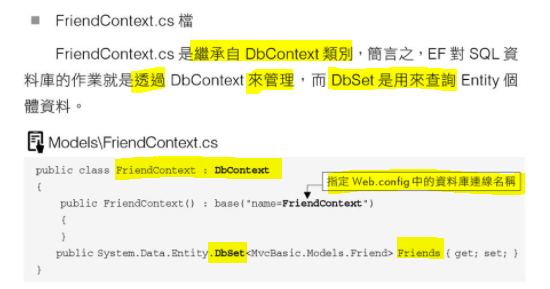 ■ FriendContext.cs 檔
FriendContext.cs 是繼承自 DbContext 類別，簡言之，EF 對 SQL 資
料庫的作業就是透過 DbContext 來管理，而 DbSet 是用來查詢 Entity 個
體資料。
Models\FriendContext.cs
public class FriendContext : DbContext
{
指定 Web.config 中的資料庫連線名稱
public FriendContext() : base("name=FriendContext")
{
}
public System.Data.Entity.DbSet<MvcBasic.Models.Friend> Friends { get; set; }
}